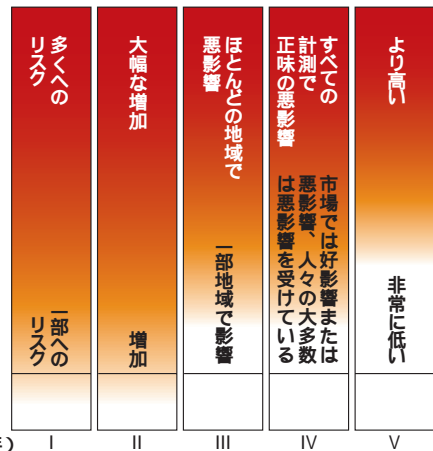 多くへの
リスク
一部への
リスク
大幅な増加
増加
ほとんどの地域で
悪影響
一部地域で影響
すべての
計測で
正味の悪影響
市場では好影響または
悪影響、人々の大多数
は悪影響を受けている
より高い
非常に低い
) I II III IV V